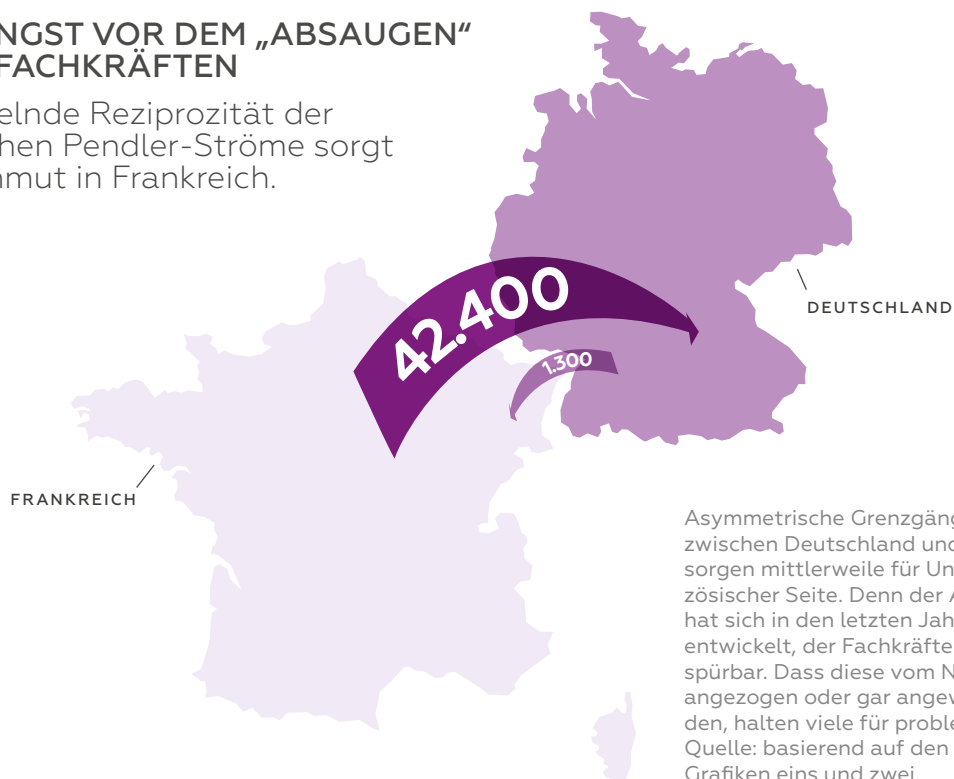 NGST VOR DEM „ABSAUGEN“
FACHKRÄFTEN
elnde Reziprozität der
hen Pendler-Ströme sorgt
mut in Frankreich.
42.400
1.300
DEUTSCHLAND
FRANKREICH
Asymmetrische Grenzgäng
zwischen Deutschland und
sorgen mittlerweile für Un
zösischer Seite. Denn der A
hat sich in den letzten Jah
entwickelt, der Fachkräfte
spürbar. Dass diese vom N
angezogen oder gar angew
den, halten viele für proble
Quelle: basierend auf den
Grafiken eins und zwei